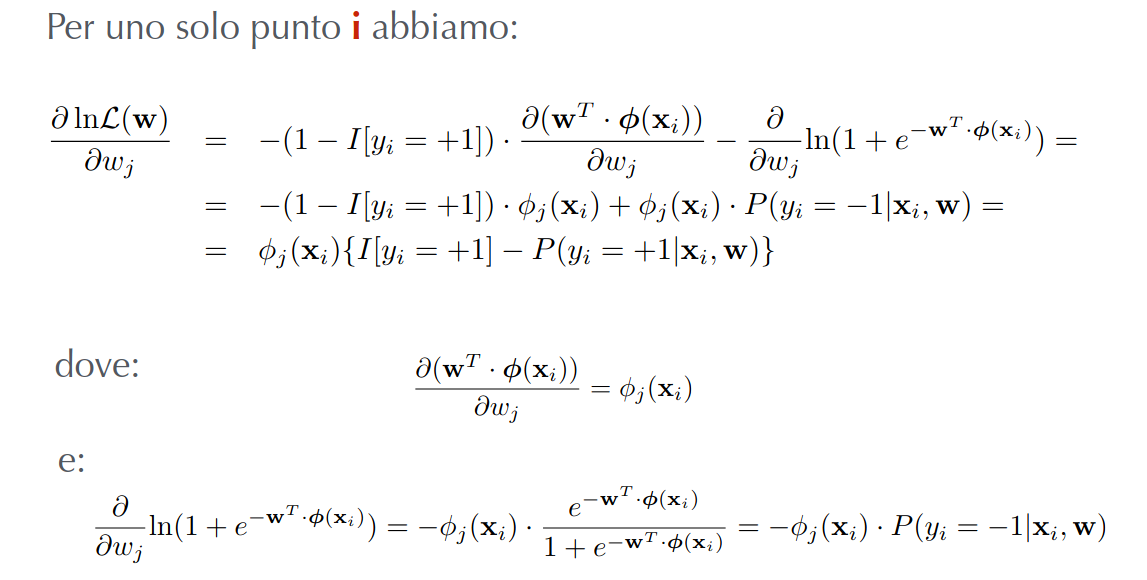 Per uno solo punto i abbiamo:
∂ ln𝓛(𝐰)/∂w_j = −(1 − I[y_i = +1]) · ∂(𝐰^T · ϕ(𝐱_i))/∂w_j − ∂/∂w_j ln(1 + e^{−𝐰^T·ϕ(𝐱_i)}) =
= −(1 − I[y_i = +1]) · ϕ_j(𝐱_i) + ϕ_j(𝐱_i) · P(y_i = −1|𝐱_i, 𝐰) =
= ϕ_j(𝐱_i){I[y_i = +1] − P(y_i = +1|𝐱_i, 𝐰)}
dove:
∂(𝐰^T · ϕ(𝐱_i))/∂w_j = ϕ_j(𝐱_i)
e:
∂/∂w_j ln(1 + e^{−𝐰^T·ϕ(𝐱_i)}) = −ϕ_j(𝐱_i) · e^{−𝐰^T·ϕ(𝐱_i)}/(1 + e^{−𝐰^T·ϕ(𝐱_i)}) = −ϕ_j(𝐱_i) · P(y_i = −1|𝐱_i, 𝐰)